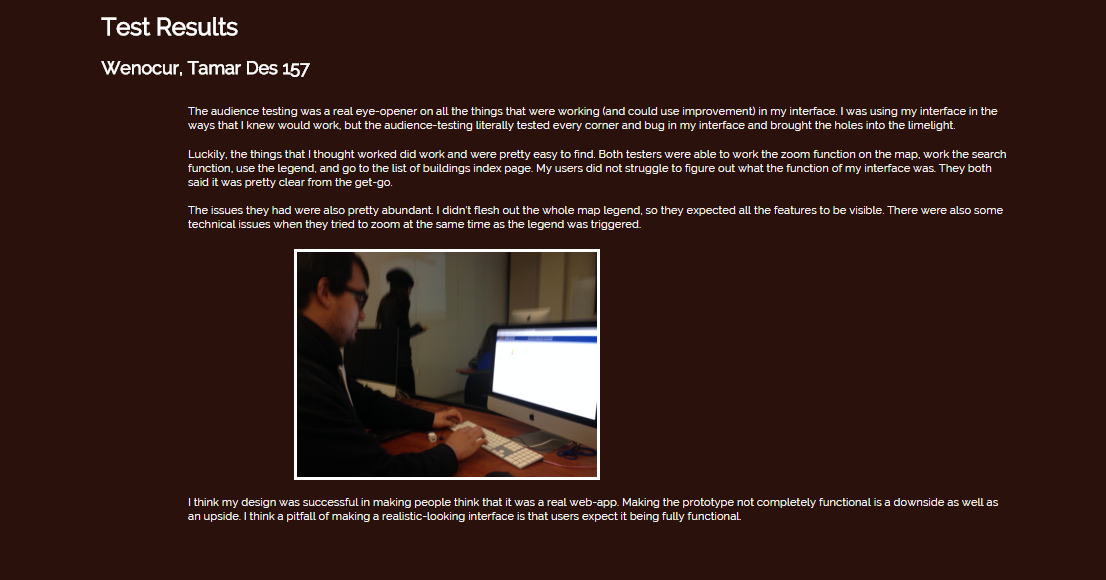 Test Results
Wenocur, Tamar Des 157
The audience testing was a real eye-opener on all the things that were working (and could use improvement) in my interface. I was using my interface in the
ways that I knew would work, but the audience-testing literally tested every corner and bug in my interface and brought the holes into the limelight.
Luckily, the things that I thought worked did work and were pretty easy to find. Both testers were able to work the zoom function on the map, work the search
function, use the legend, and go to the list of buildings index page. My users did not struggle to figure out what the function of my interface was. They both
said it was pretty clear from the get-go.
The issues they had were also pretty abundant. I didn't flesh out the whole map legend, so they expected all the features to be visible. There were also some
technical issues when they tried to zoom at the same time as the legend was triggered.
I think my design was successful in making people think that it was a real web-app. Making the prototype not completely functional is a downside as well as
an upside. I think a pitfall of making a realistic-looking interface is that users expect it being fully functional.